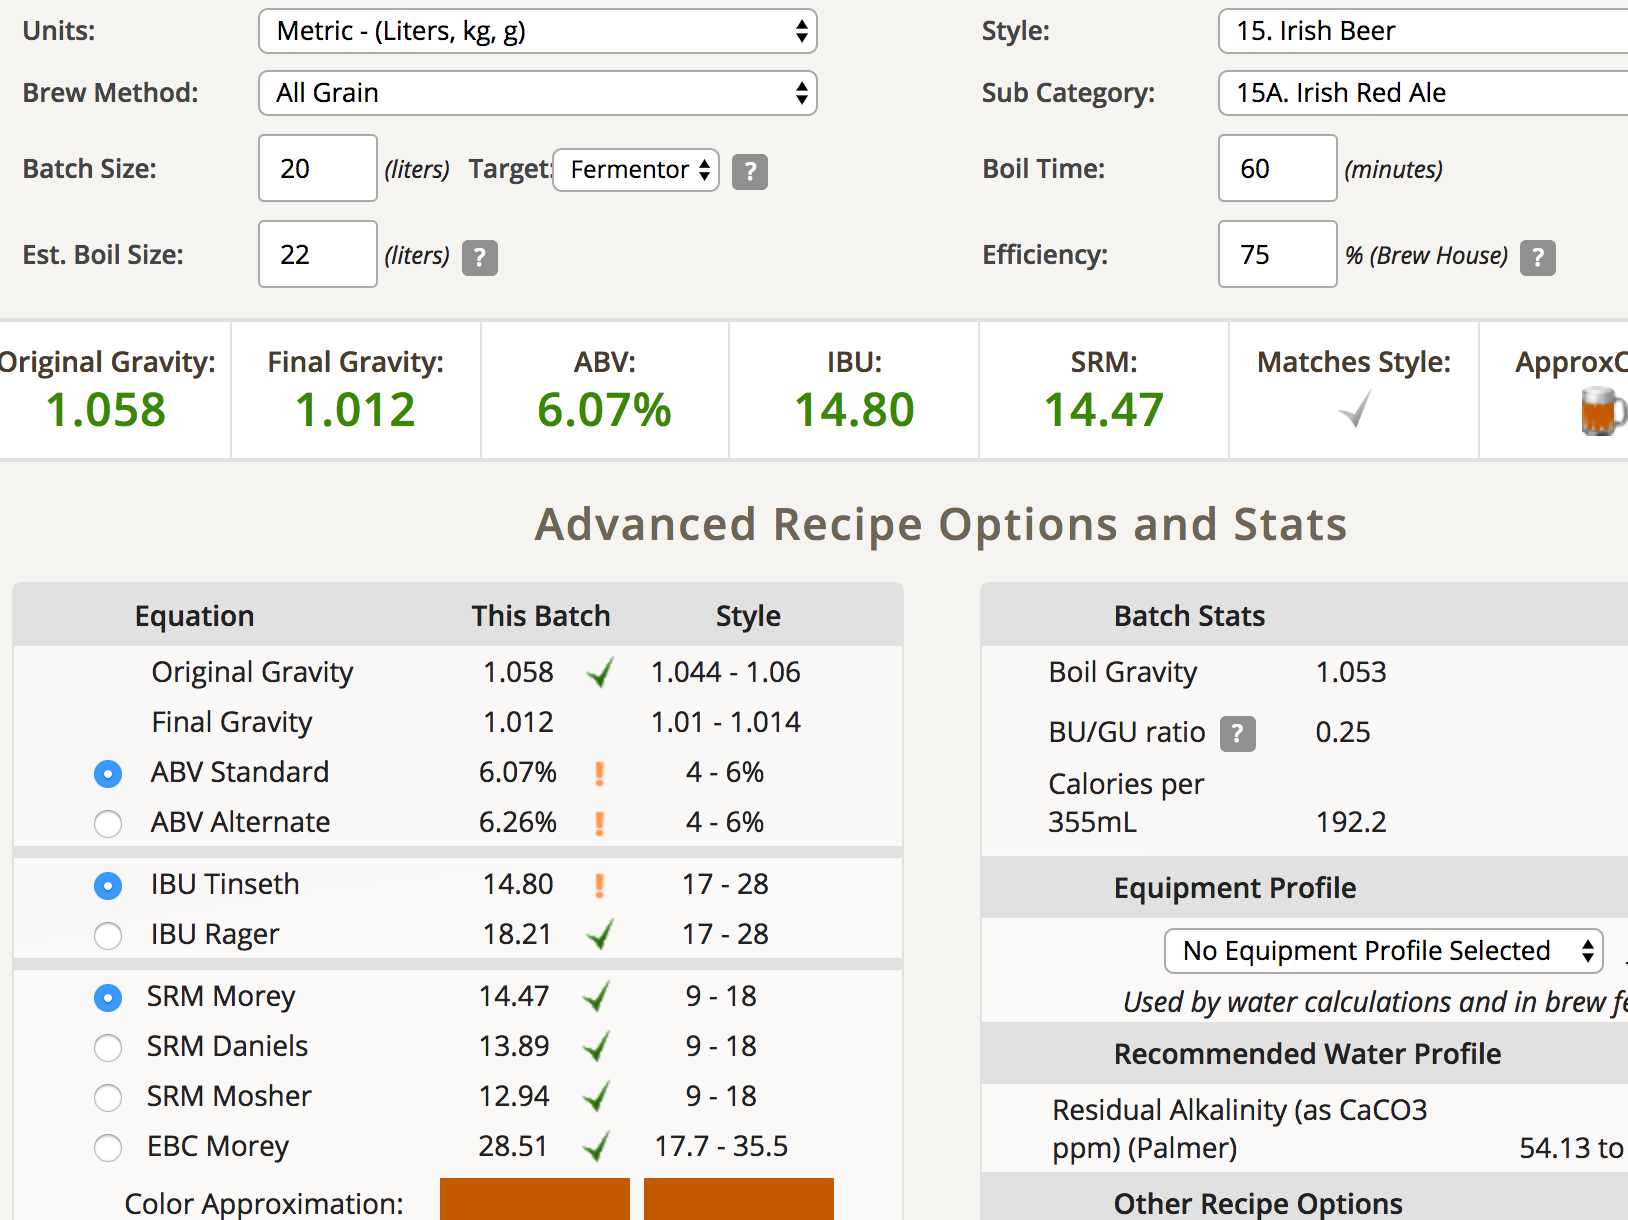 Units: Metric - (Liters, kg, g) Style: 15. Irish Beer
Brew Method: All Grain Sub Category: 15A. Irish Red Ale
Batch Size: 20 (liters) Target: Fermentor ? Boil Time: 60 (minutes)
Est. Boil Size: 22 (liters) ? Efficiency: 75 % (Brew House) ?
Original Gravity: Final Gravity: ABV: IBU: SRM: Matches Style: ApproxC
1.058 1.012 6.07% 14.80 14.47
Advanced Recipe Options and Stats
Equation This Batch Style
Original Gravity 1.058 1.044 - 1.06
Final Gravity 1.012 1.01 - 1.014
ABV Standard 6.07% ! 4 - 6%
ABV Alternate 6.26% ! 4 - 6%
IBU Tinseth 14.80 ! 17 - 28
IBU Rager 18.21 17 - 28
SRM Morey 14.47 9 - 18
SRM Daniels 13.89 9 - 18
SRM Mosher 12.94 9 - 18
EBC Morey 28.51 17.7 - 35.5
Color Approximation:
Batch Stats
Boil Gravity 1.053
BU/GU ratio ? 0.25
Calories per
355mL 192.2
Equipment Profile
No Equipment Profile Selected
Used by water calculations and in brew fe
Recommended Water Profile
Residual Alkalinity (as CaCO3
ppm) (Palmer) 54.13 to
Other Recipe Options